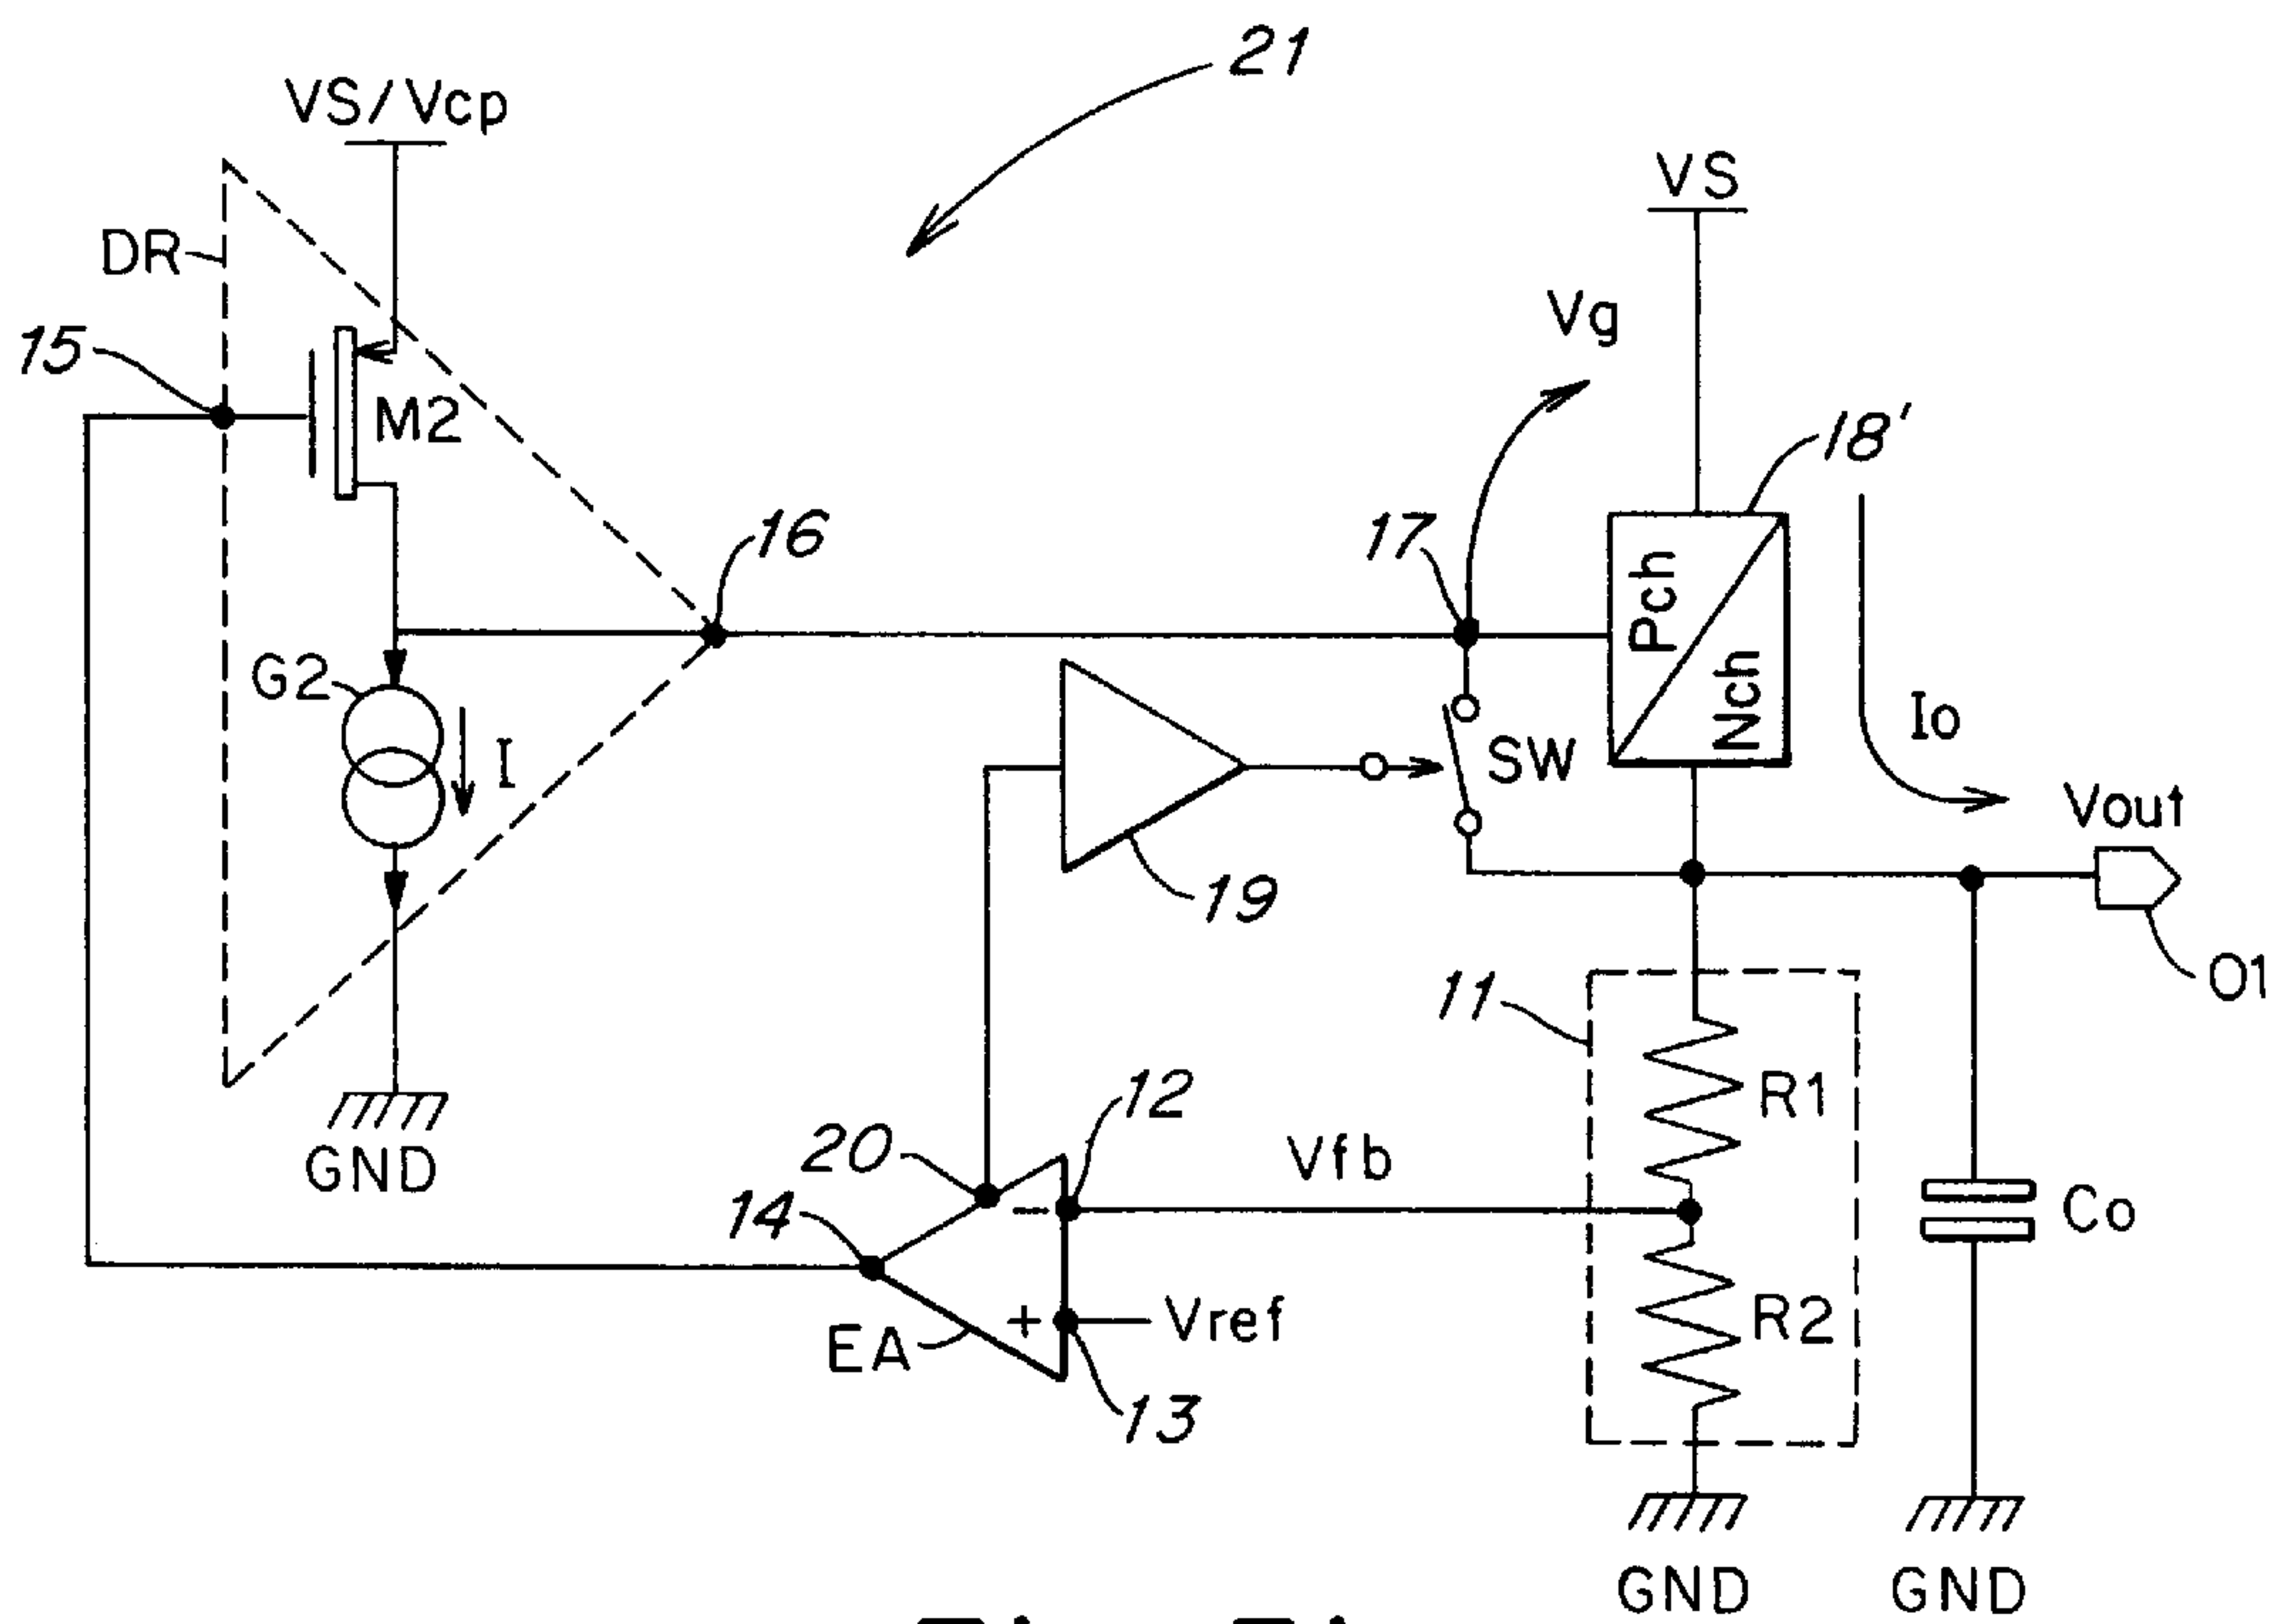 21
VS/Vcp
VS
DR
Vg
15
M2
18'
16
17
Pch
Nch
G2
I
SW
Io
Vout
19
O1
11
R1
12
20
Vfb
GND
14
Co
EA
+
Vref
R2
13
GND
GND